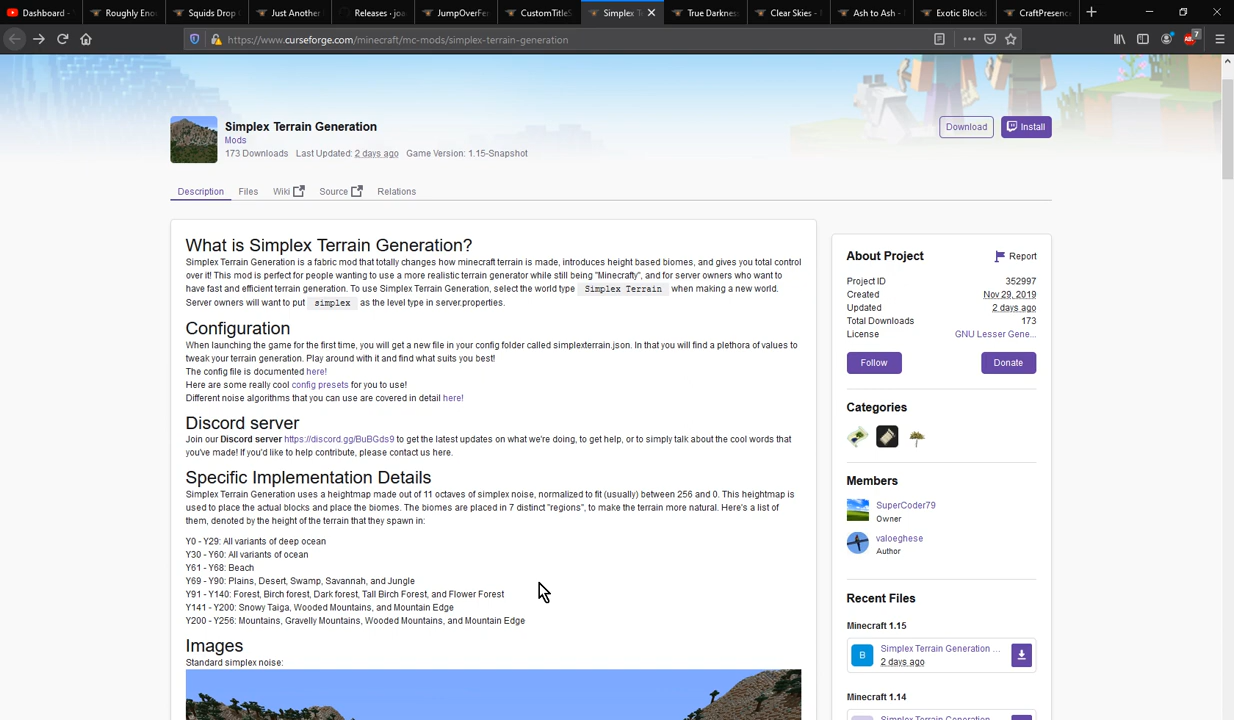 Dashboard -
Roughly Eno
Squids Drop
Just Another
Releases · joa
JumpOverFer
CustomTitleS
Simplex T
True Darkness
Clear Skies -
Ash to Ash -
Exotic Blocks
CraftPresence
https://www.curseforge.com/minecraft/mc-mods/simplex-terrain-generation
7
Simplex Terrain Generation
Mods
173 Downloads Last Updated: 2 days ago Game Version: 1.15-Snapshot
Download
Install
Description Files Wiki Source Relations
What is Simplex Terrain Generation?
Simplex Terrain Generation is a fabric mod that totally changes how minecraft terrain is made, introduces height based biomes, and gives you total control
over it! This mod is perfect for people wanting to use a more realistic terrain generator while still being "Minecrafty", and for server owners who want to
have fast and efficient terrain generation. To use Simplex Terrain Generation, select the world type Simplex Terrain when making a new world.
Server owners will want to put simplex as the level type in server.properties.
Configuration
When launching the game for the first time, you will get a new file in your config folder called simplexterrain.json. In that you will find a plethora of values to
tweak your terrain generation. Play around with it and find what suits you best!
The config file is documented here!
Here are some really cool config presets for you to use!
Different noise algorithms that you can use are covered in detail here!
Discord server
Join our Discord server https://discord.gg/BuBGds9 to get the latest updates on what we're doing, to get help, or to simply talk about the cool words that
you've made! If you'd like to help contribute, please contact us here.
Specific Implementation Details
Simplex Terrain Generation uses a heightmap made out of 11 octaves of simplex noise, normalized to fit (usually) between 256 and 0. This heightmap is
used to place the actual blocks and place the biomes. The biomes are placed in 7 distinct "regions", to make the terrain more natural. Here's a list of
them, denoted by the height of the terrain that they spawn in:
Y0 - Y29: All variants of deep ocean
Y30 - Y60: All variants of ocean
Y61 - Y68: Beach
Y69 - Y90: Plains, Desert, Swamp, Savannah, and Jungle
Y91 - Y140: Forest, Birch forest, Dark forest, Tall Birch Forest, and Flower Forest
Y141 - Y200: Snowy Taiga, Wooded Mountains, and Mountain Edge
Y200 - Y256: Mountains, Gravelly Mountains, Wooded Mountains, and Mountain Edge
Images
Standard simplex noise:
About Project
Report
Project ID 352997
Created Nov 29, 2019
Updated 2 days ago
Total Downloads 173
License GNU Lesser Gene...
Follow
Donate
Categories
Members
SuperCoder79
Owner
valoeghese
Author
Recent Files
Minecraft 1.15
B
Simplex Terrain Generation ...
2 days ago
Minecraft 1.14
Simplex Terrain Generation